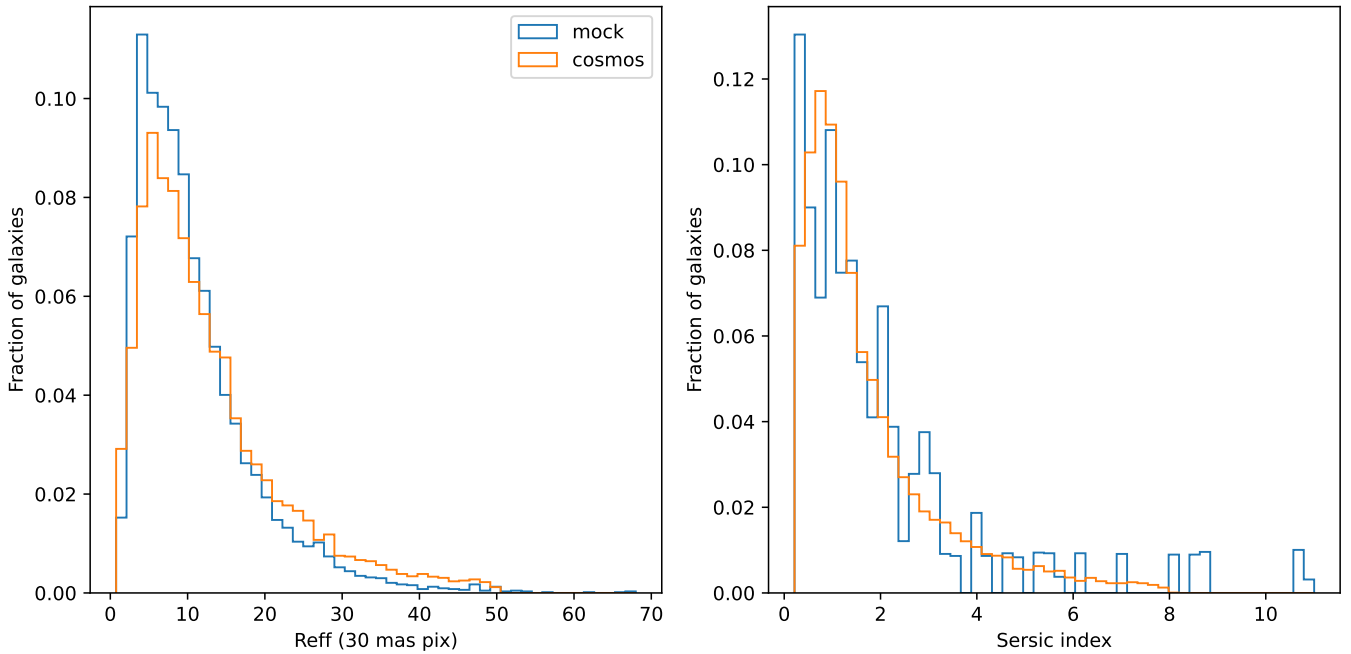 mock
cosmos
Fraction of galaxies
0.10
0.08
0.06
0.04
0.02
0.00
0 10 20 30 40 50 60 70
Reff (30 mas pix)
Fraction of galaxies
0.12
0.10
0.08
0.06
0.04
0.02
0.00
0 2 4 6 8 10
Sersic index